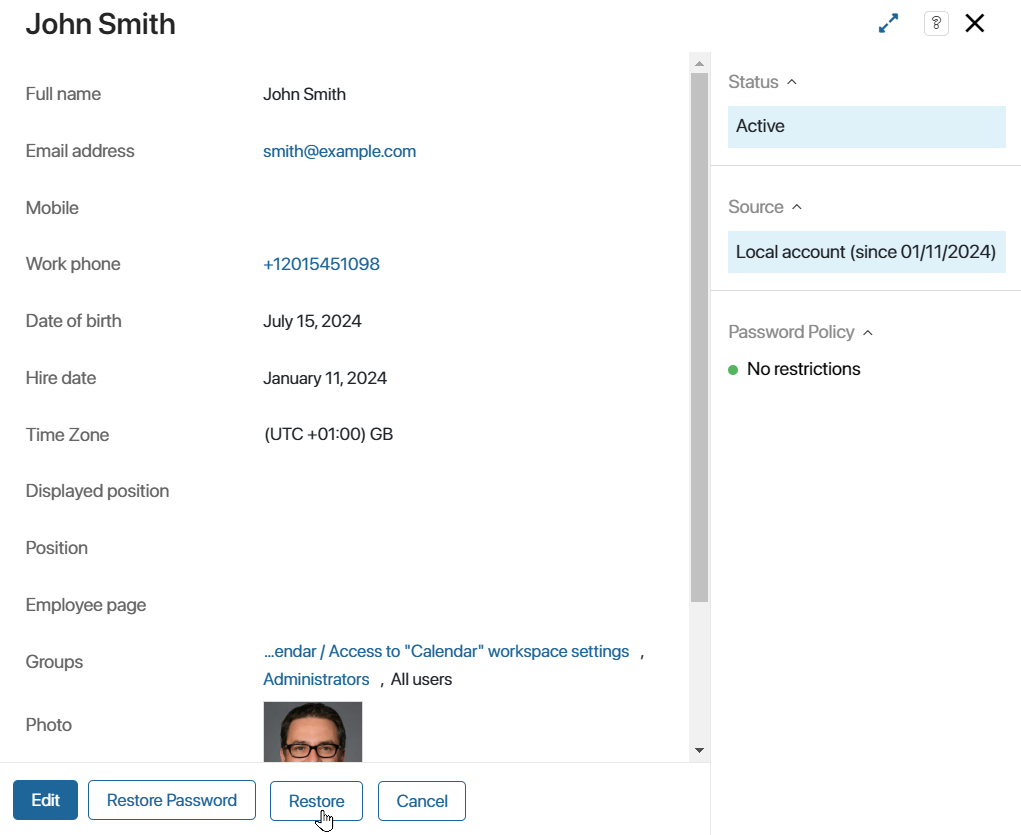 John Smith
?
Full name John Smith
Email address smith@example.com
Mobile
Work phone +12015451098
Date of birth July 15, 2024
Hire date January 11, 2024
Time Zone (UTC +01:00) GB
Displayed position
Position
Employee page
Groups ...endar / Access to "Calendar" workspace settings ,
Administrators , All users
Photo
Edit Restore Password Restore Cancel
Status
Active
Source
Local account (since 01/11/2024)
Password Policy
No restrictions